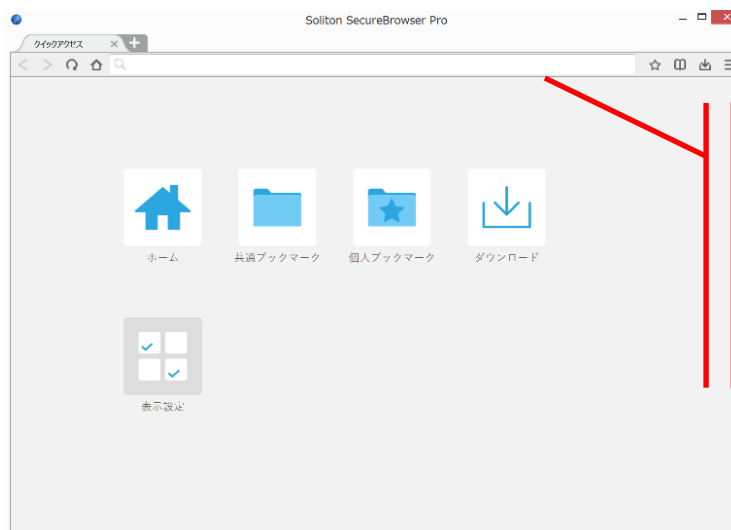 Soliton SecureBrowser Pro
クイックアクセス
ホーム
共通ブックマーク
個人ブックマーク
ダウンロード
表示設定